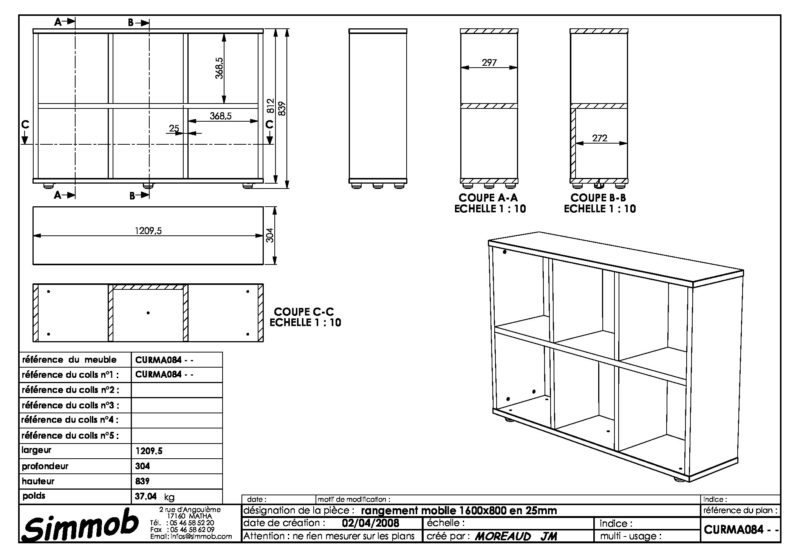 A
B
368,5
368,5
25
812
839
C
C
A
B
297
272
COUPE A-A
ECHELLE 1 : 10
COUPE B-B
ECHELLE 1 : 10
1209,5
304
COUPE C-C
ECHELLE 1 : 10
référence du meuble CURMA084 - -
référence du colis n°1 : CURMA084 - -
référence du colis n°2 :
référence du colis n°3 :
référence du colis n°4 :
référence du colis n°5 :
largeur 1209,5
profondeur 304
hauteur 839
poids 37.04 kg
Simmob
2 rue d'Angoulème
17160 MATHA
Tél. : 05 46 58 52 20
Fax : 05 46 58 62 09
Email :infos@simmob.com
date : motif de modification : indice :
désignation de la pièce : rangement mobile 1600x800 en 25mm référence du plan :
date de création : 02/04/2008 échelle : indice : CURMA084 - -
Attention : ne rien mesurer sur les plans créé par : MOREAUD JM multi - usage :